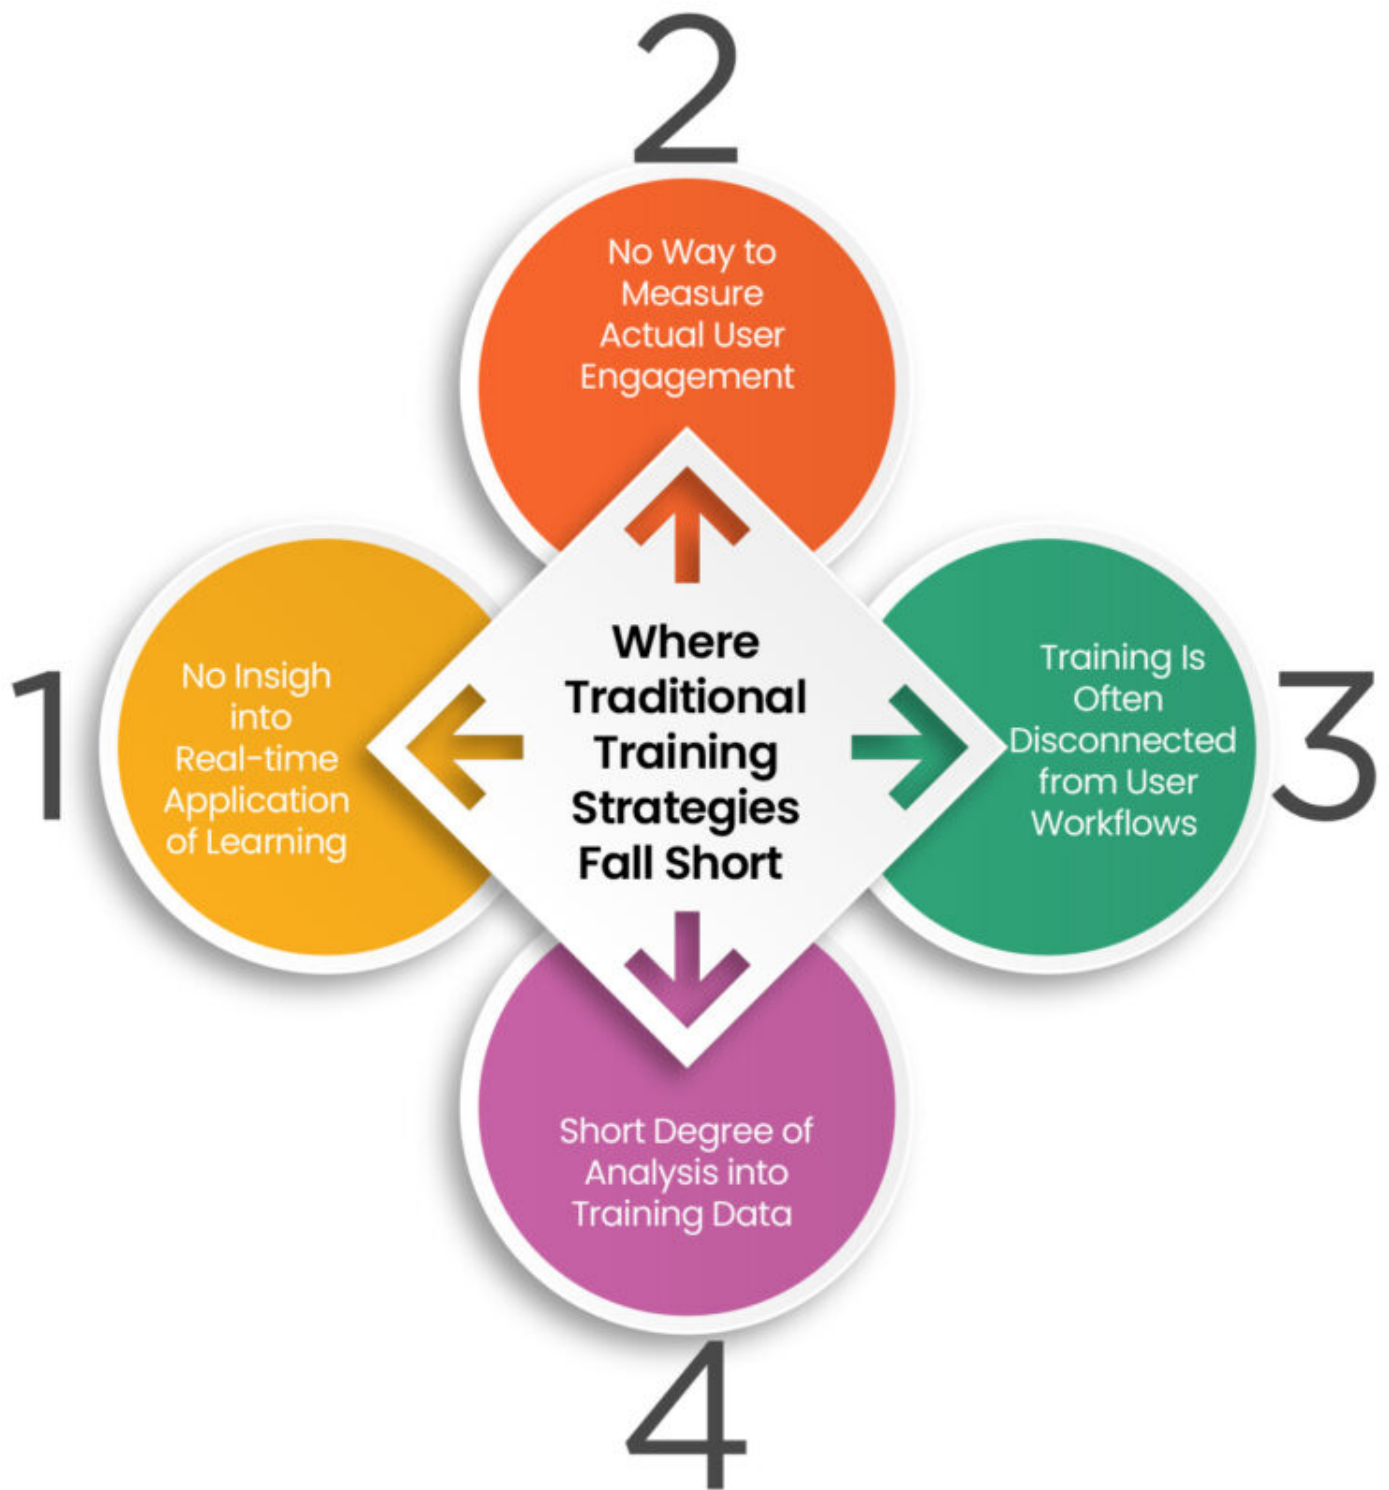 2
No Way to
Measure
Actual User
Engagement
1
No Insigh
into
Real-time
Application
of Learning
Where
Traditional
Training
Strategies
Fall Short
Training Is
Often
Disconnected
from User
Workflows
3
Short Degree of
Analysis into
Training Data
4